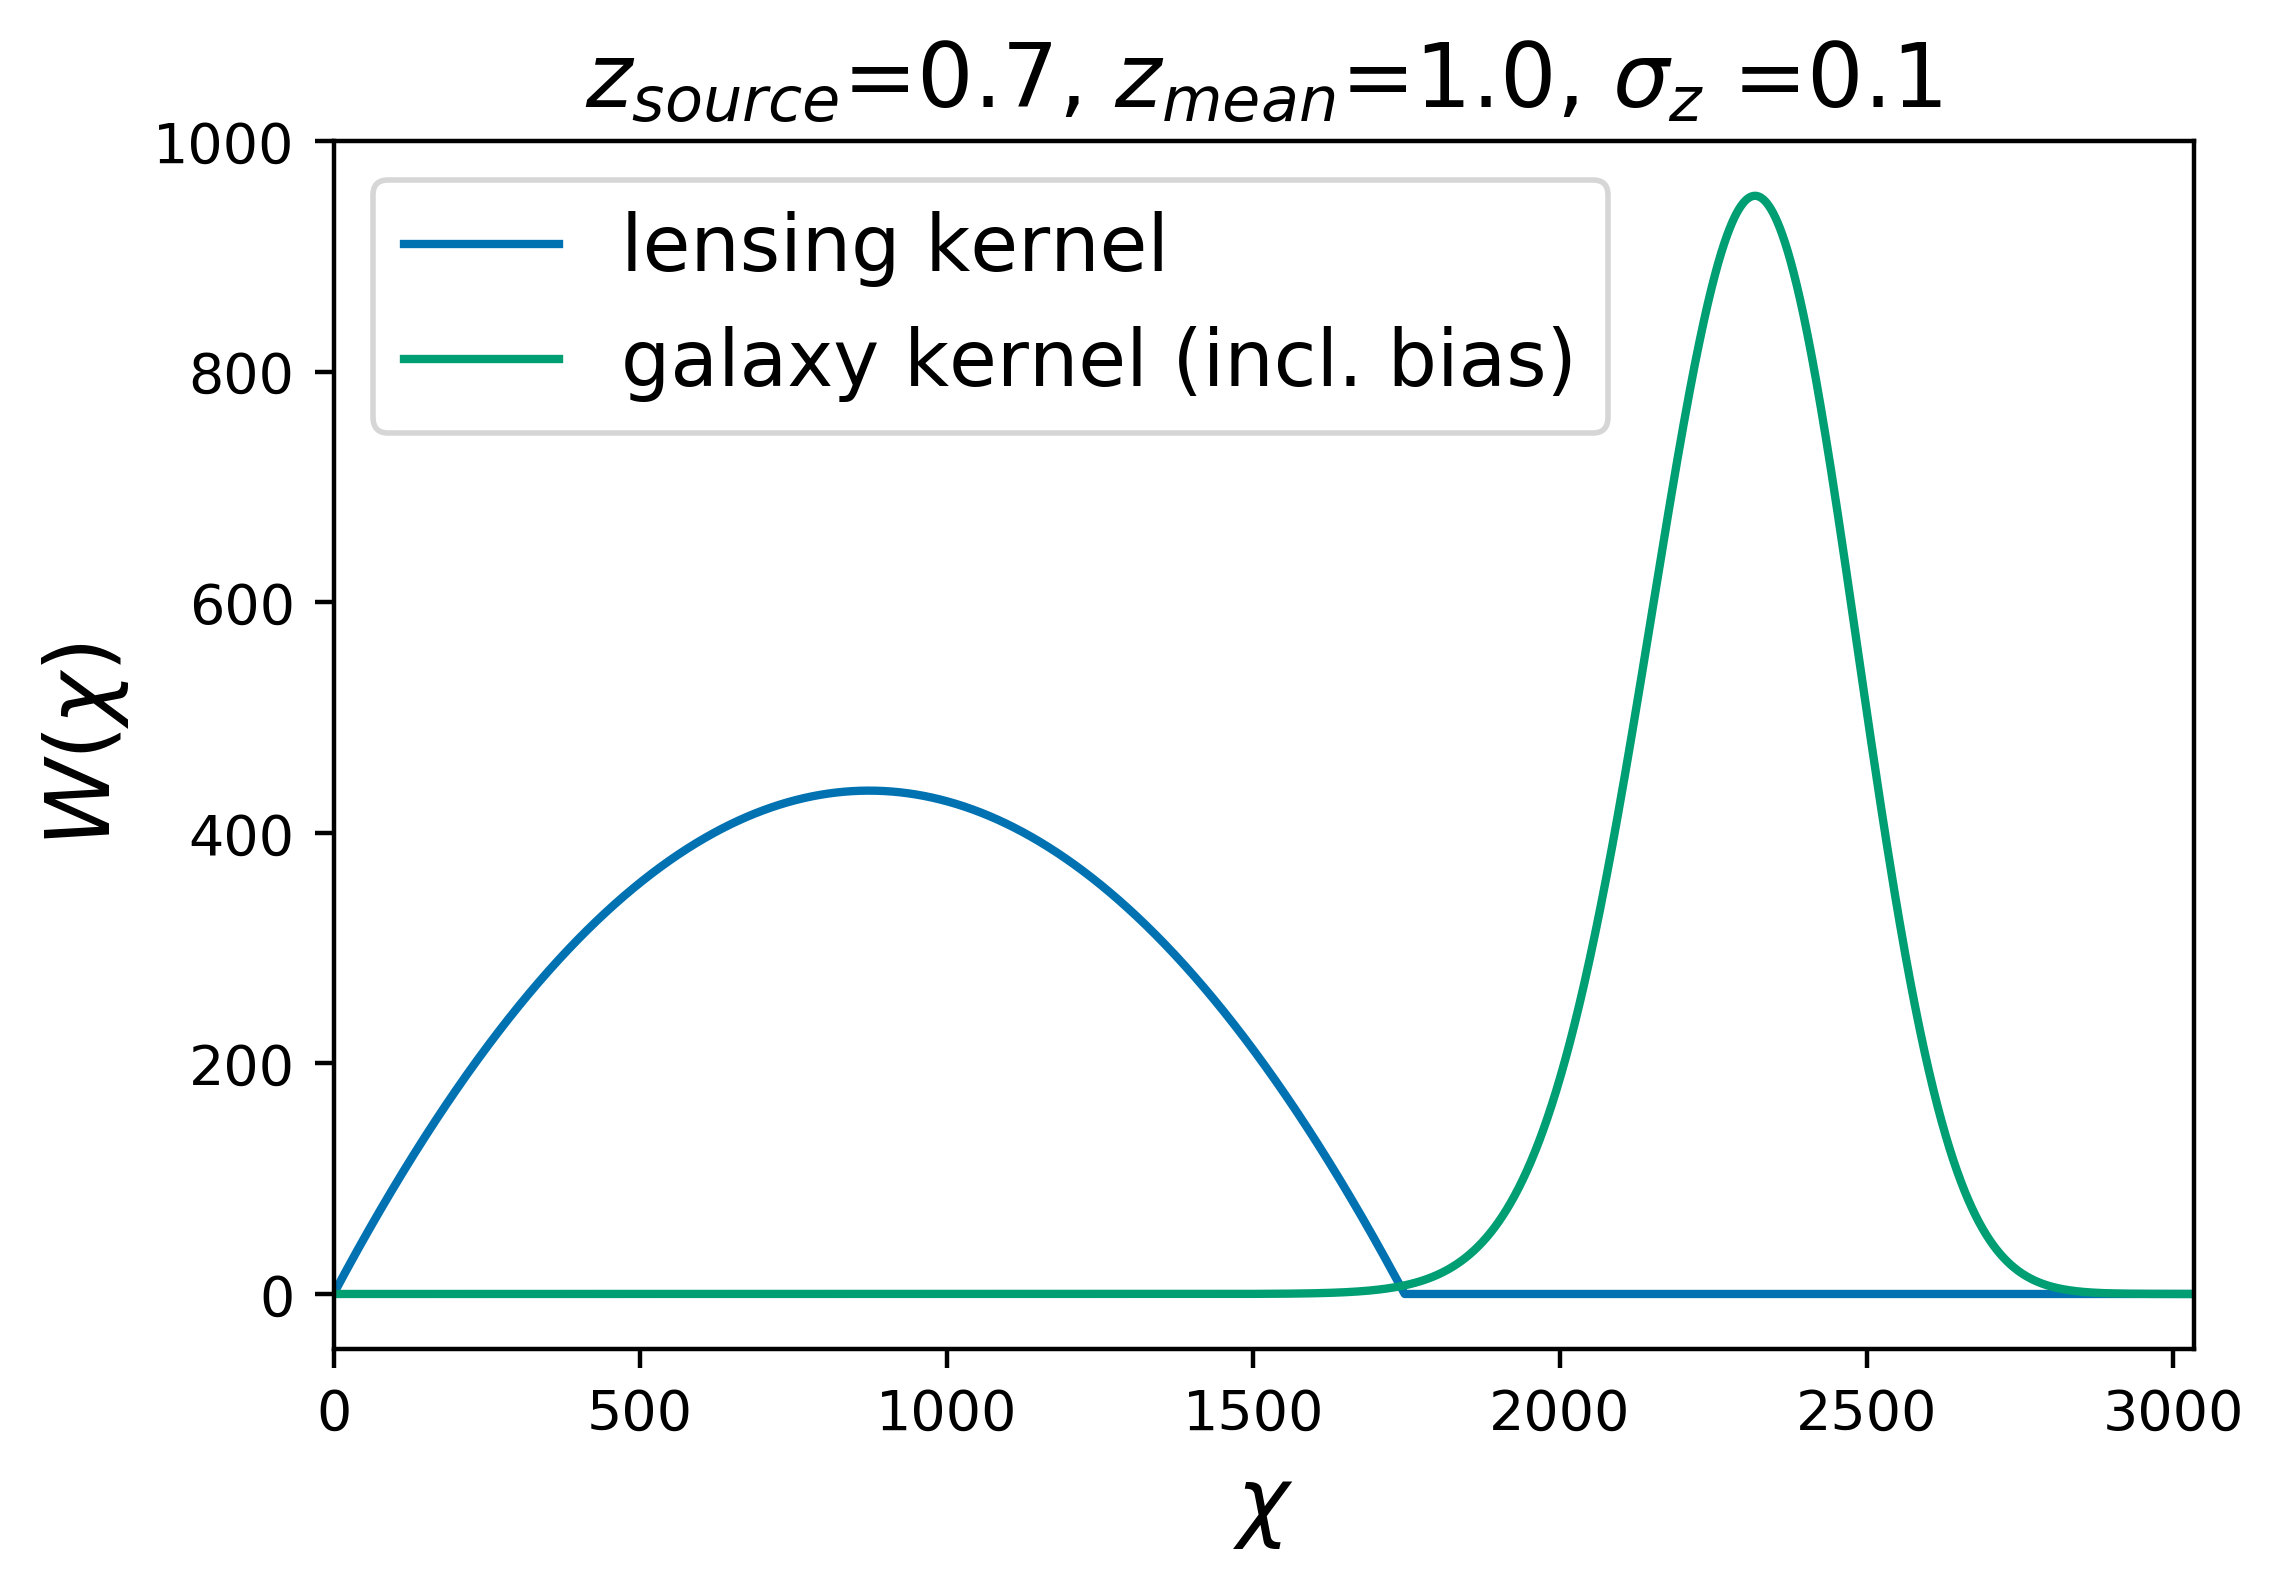 z_source=0.7, z_mean=1.0, σ_z =0.1
1000
800
600
400
200
0
W(χ)
lensing kernel
galaxy kernel (incl. bias)
0 500 1000 1500 2000 2500 3000
χ